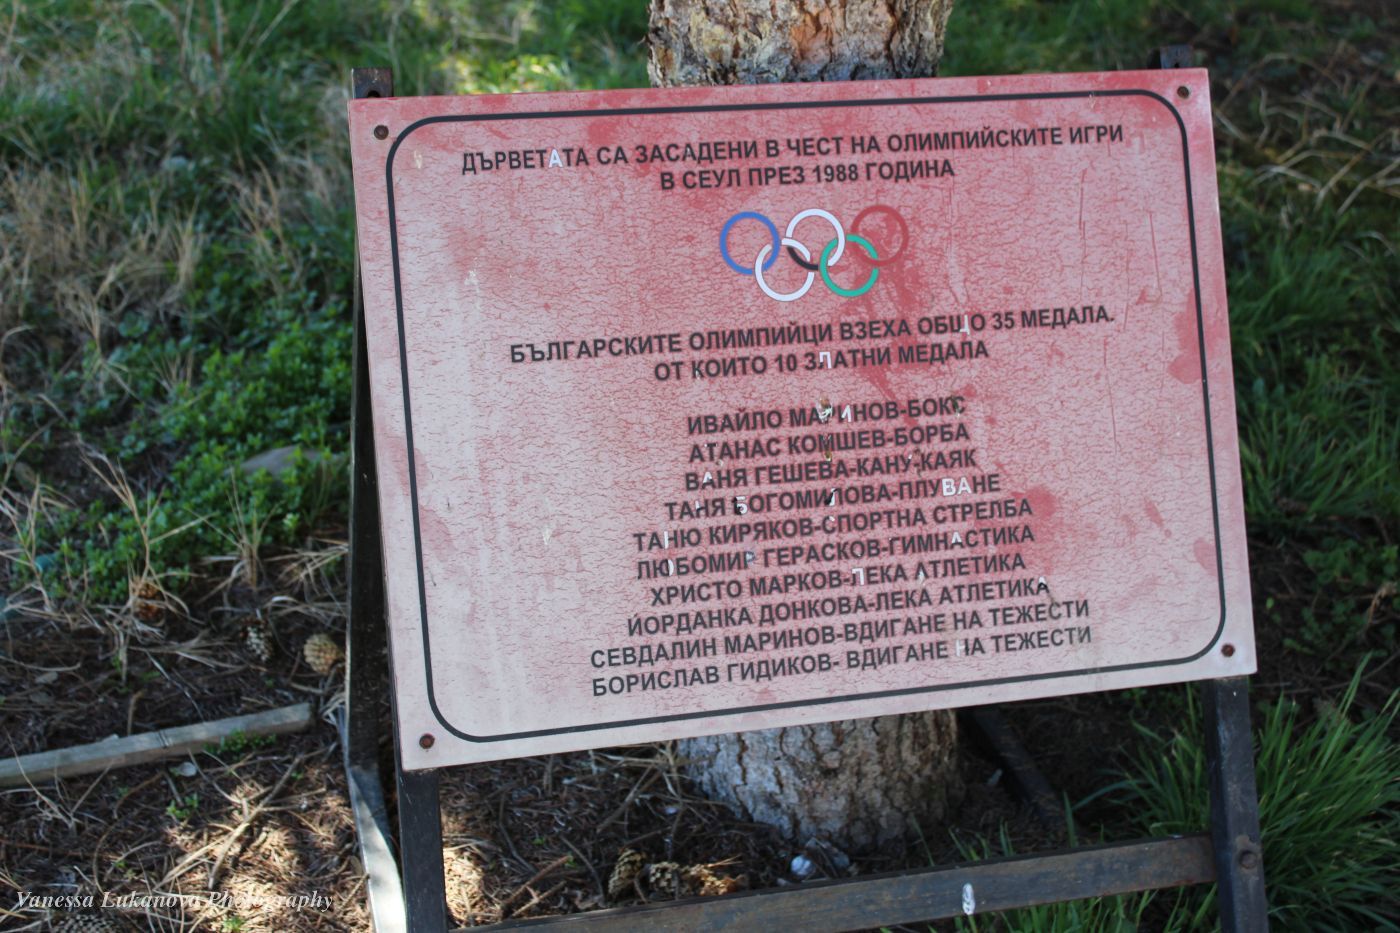 ДЪРВЕТАТА СА ЗАСАДЕНИ В ЧЕСТ НА ОЛИМПИЙСКИТЕ ИГРИ
В СЕУЛ ПРЕЗ 1988 ГОДИНА
БЪЛГАРСКИТЕ ОЛИМПИЙЦИ ВЗЕХА ОБЩО 35 МЕДАЛА.
ОТ КОИТО 10 ЗЛАТНИ МЕДАЛА
ИВАЙЛО МАРИНОВ-БОКС
АТАНАС КОМШЕВ-БОРБА
ВАНЯ ГЕШЕВА-КАНУ-КАЯК
ТАНЯ БОГОМИЛОВА-ПЛУВАНЕ
ТАНЮ КИРЯКОВ-СПОРТНА СТРЕЛБА
ЛЮБОМИР ГЕРАСКОВ-ГИМНАСТИКА
ХРИСТО МАРКОВ-ЛЕКА АТЛЕТИКА
ЙОРДАНКА ДОНКОВА-ЛЕКА АТЛЕТИКА
СЕВДАЛИН МАРИНОВ-ВДИГАНЕ НА ТЕЖЕСТИ
БОРИСЛАВ ГИДИКОВ- ВДИГАНЕ НА ТЕЖЕСТИ
Vanessa Lukanova Photography